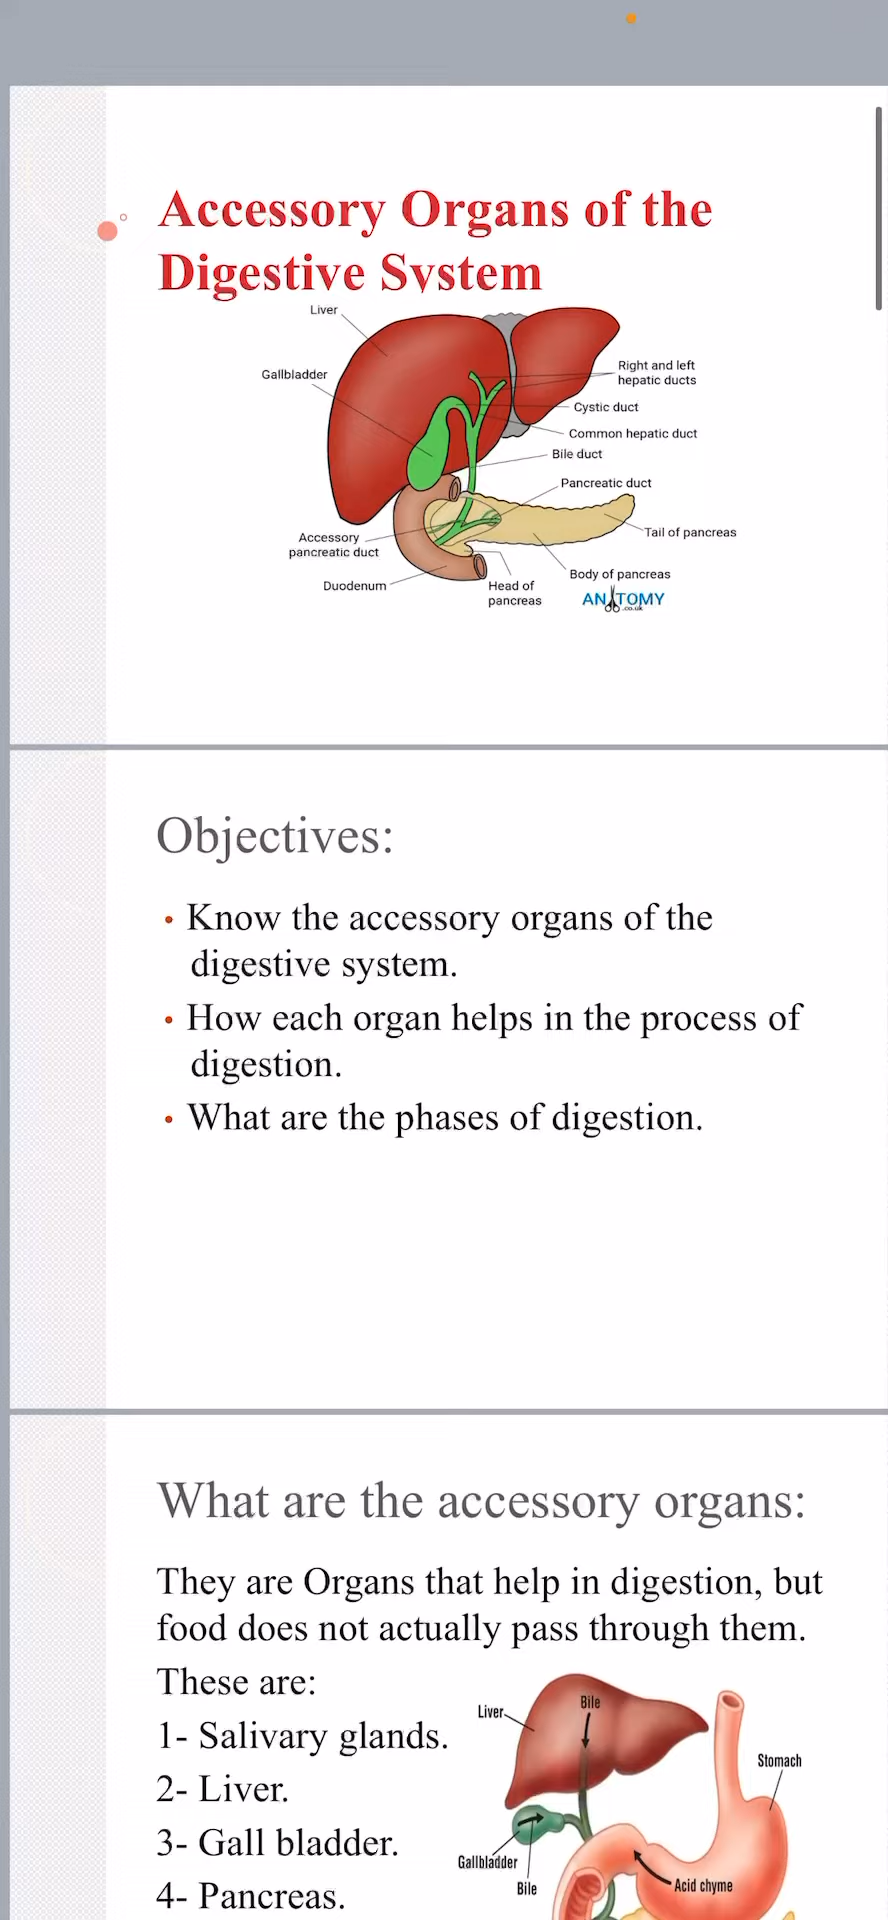 Accessory Organs of the
Digestive System
Liver
Gallbladder
Right and left
hepatic ducts
Cystic duct
Common hepatic duct
Bile duct
Pancreatic duct
Tail of pancreas
Accessory
pancreatic duct
Duodenum
Head of
pancreas
Body of pancreas
ANATOMY
.co.uk
Objectives:
• Know the accessory organs of the
digestive system.
• How each organ helps in the process of
digestion.
• What are the phases of digestion.
What are the accessory organs:
They are Organs that help in digestion, but
food does not actually pass through them.
These are:
1- Salivary glands.
2- Liver.
3- Gall bladder.
4- Pancreas.
Liver
Bile
Stomach
Gallbladder
Bile
Acid chyme